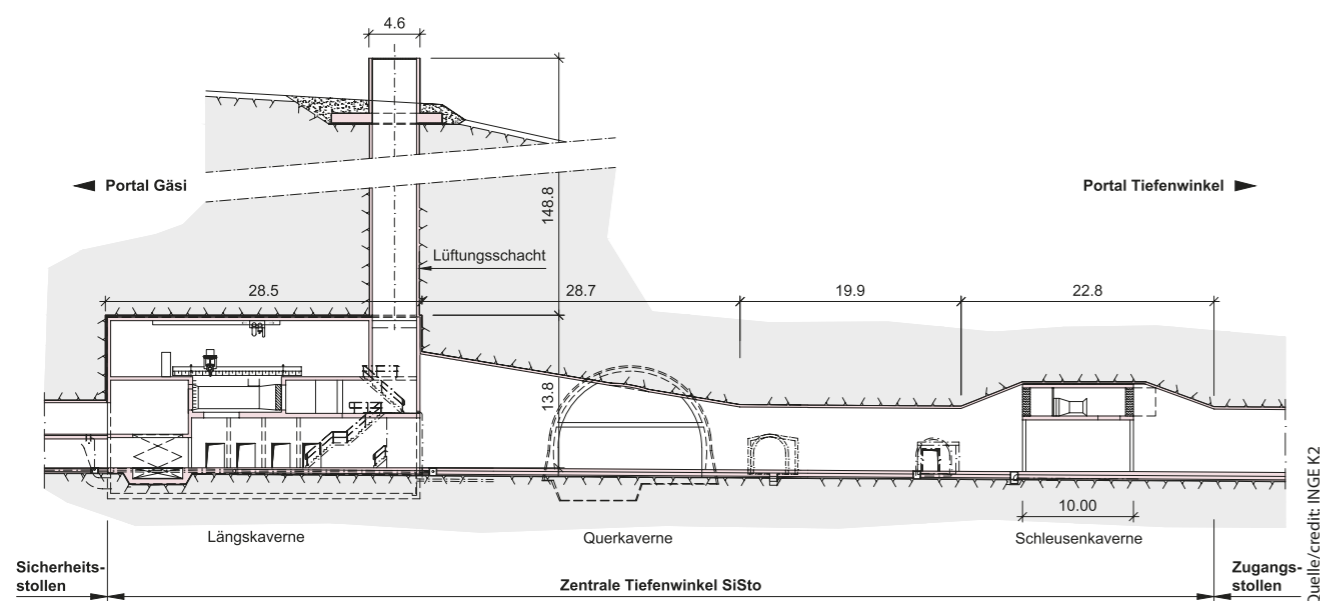 4.6
Portal Gäsi
Portal Tiefenwinkel
148.8
Lüftungsschacht
28.5
28.7
19.9
22.8
13.8
10.00
Längskaverne
Querkaverne
Schleusenkaverne
Sicherheits-
stollen
Zentrale Tiefenwinkel SiSto
Zugangs-
stollen
Quelle/credit: INGE K2